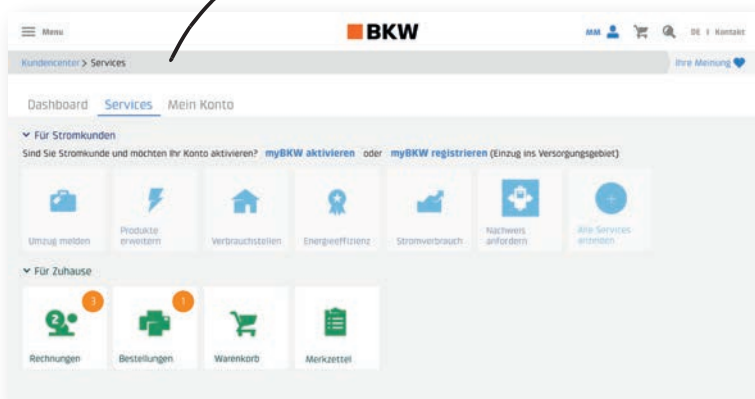 Menu
BKW
MM
DE | Kontakt
Kundencenter > Services
Ihre Meinung
Dashboard Services Mein Konto
Für Stromkunden
Sind Sie Stromkunde und möchten Ihr Konto aktivieren? myBKW aktivieren oder myBKW registrieren (Einzug ins Versorgungsgebiet)
Umzug melden
Produkte
erweitern
Verbrauchstellen
Energieeffizienz
Stromverbrauch
Nachweis
anfordern
Alle Services
Für Zuhause
3
1
2
Rechnungen
Bestellungen
Warenkorb
Merkzettel